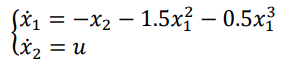 ẋ₁ = −x₂ − 1.5x₁² − 0.5x₁³
ẋ₂ = u